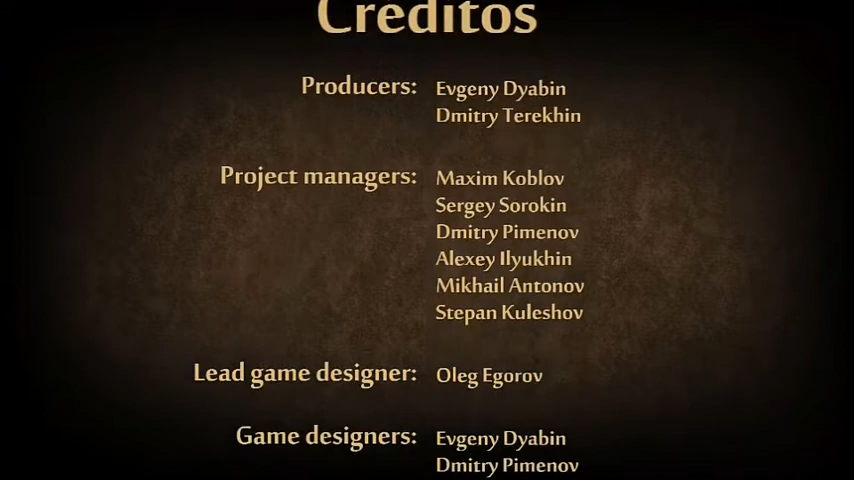 Créditos
Producers: Evgeny Dyabin
Dmitry Terekhin
Project managers: Maxim Koblov
Sergey Sorokin
Dmitry Pimenov
Alexey Ilyukhin
Mikhail Antonov
Stepan Kuleshov
Lead game designer: Oleg Egorov
Game designers: Evgeny Dyabin
Dmitry Pimenov